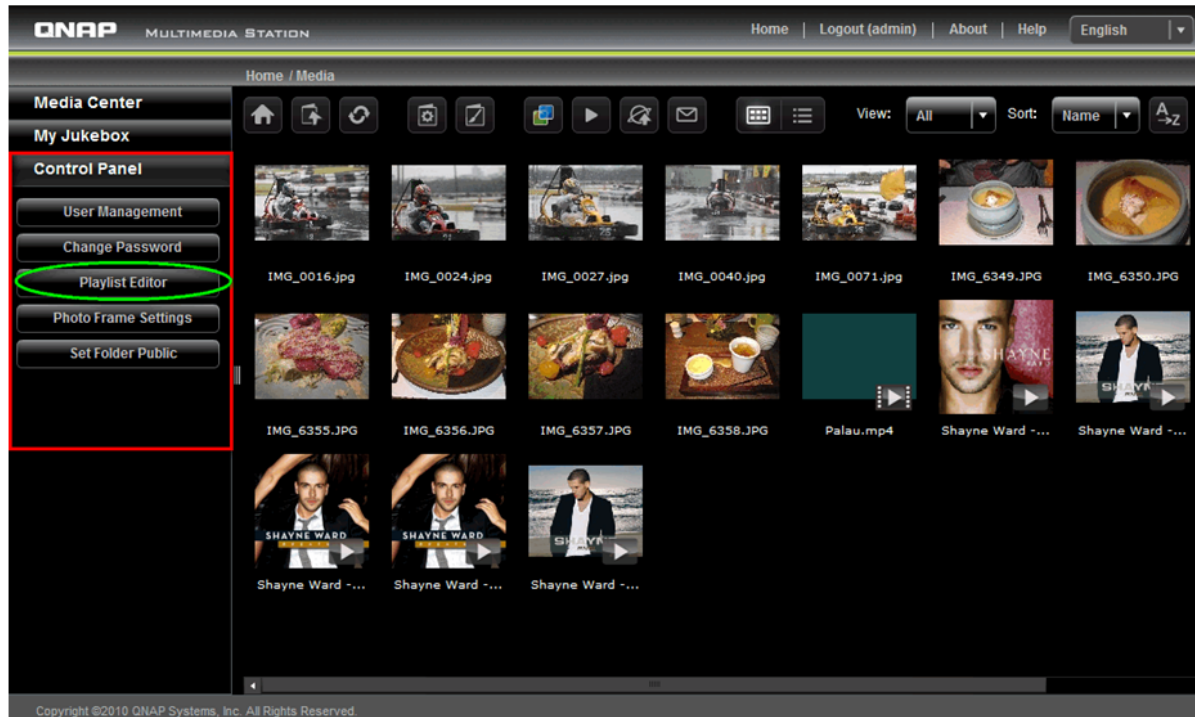 QNAP MULTIMEDIA STATION
Home | Logout (admin) | About | Help English
Home / Media
Media Center
My Jukebox
Control Panel
User Management
Change Password
Playlist Editor
Photo Frame Settings
Set Folder Public
View: All Sort: Name A→Z
IMG_0016.jpg IMG_0024.jpg IMG_0027.jpg IMG_0040.jpg IMG_0071.jpg IMG_6349.JPG IMG_6350.JPG
SHAYNE
SHAYN
IMG_6355.JPG IMG_6356.JPG IMG_6357.JPG IMG_6358.JPG Palau.mp4 Shayne Ward -... Shayne Ward -...
SHAYNE WARD SHAYNE WARD SHAYN
Shayne Ward -... Shayne Ward -... Shayne Ward -...
Copyright ©2010 QNAP Systems, Inc. All Rights Reserved.